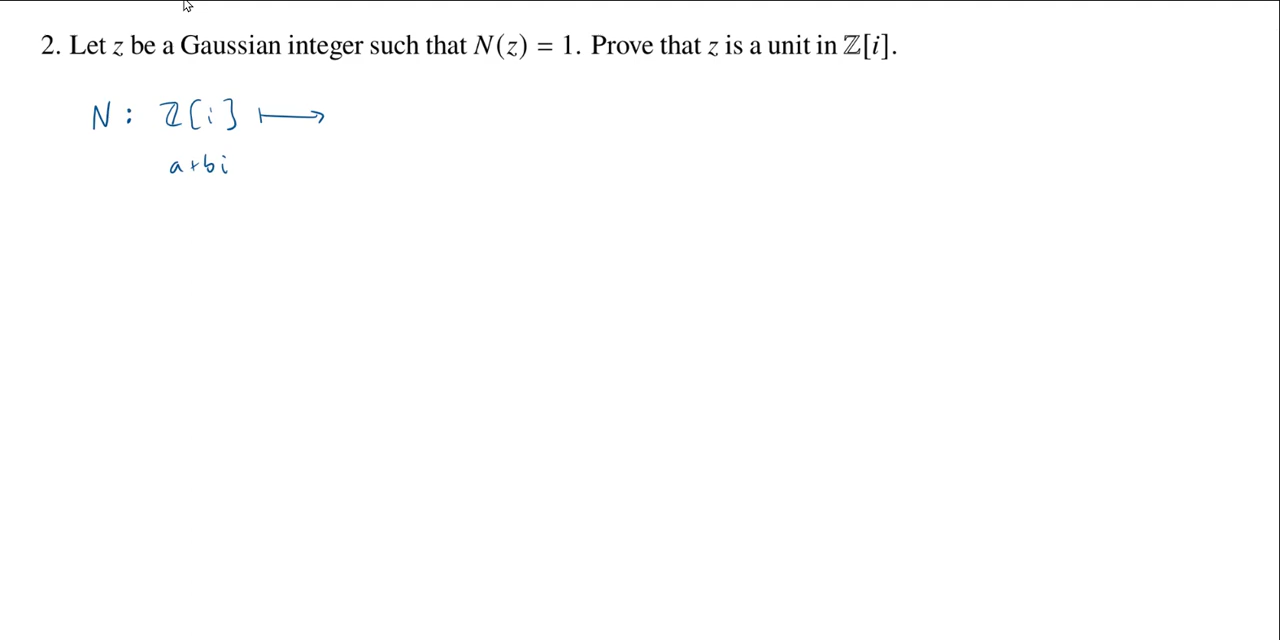 2. Let z be a Gaussian integer such that N(z) = 1. Prove that z is a unit in ℤ[i].
N : ℤ[i] ⟼
a+bi